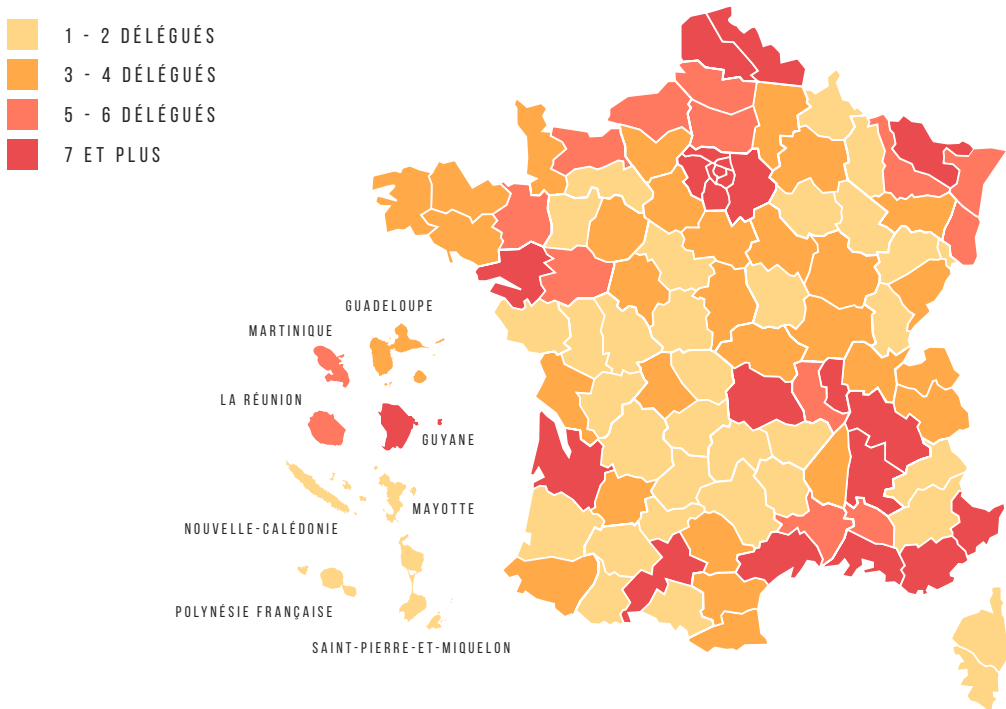 1 - 2 DÉLÉGUÉS
3 - 4 DÉLÉGUÉS
5 - 6 DÉLÉGUÉS
7 ET PLUS
GUADELOUPE
MARTINIQUE
LA RÉUNION
GUYANE
MAYOTTE
NOUVELLE-CALÉDONIE
POLYNÉSIE FRANÇAISE
SAINT-PIERRE-ET-MIQUELON